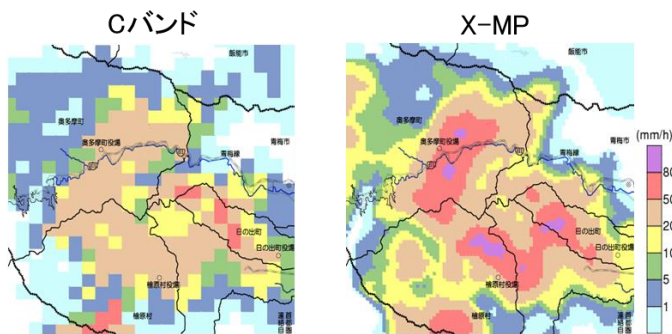 Cバンド
X-MP
飯能市
奥多摩町
奥多摩町役場
青梅線
青梅市
日の出町
日の出町役場
檜原村役場
檜原村
飯能市
奥多摩町
奥多摩町役場
青梅線
青梅市
日の出町
日の出町役場
檜原村役場
檜原村
(mm/h)
80
50
20
10
5
1